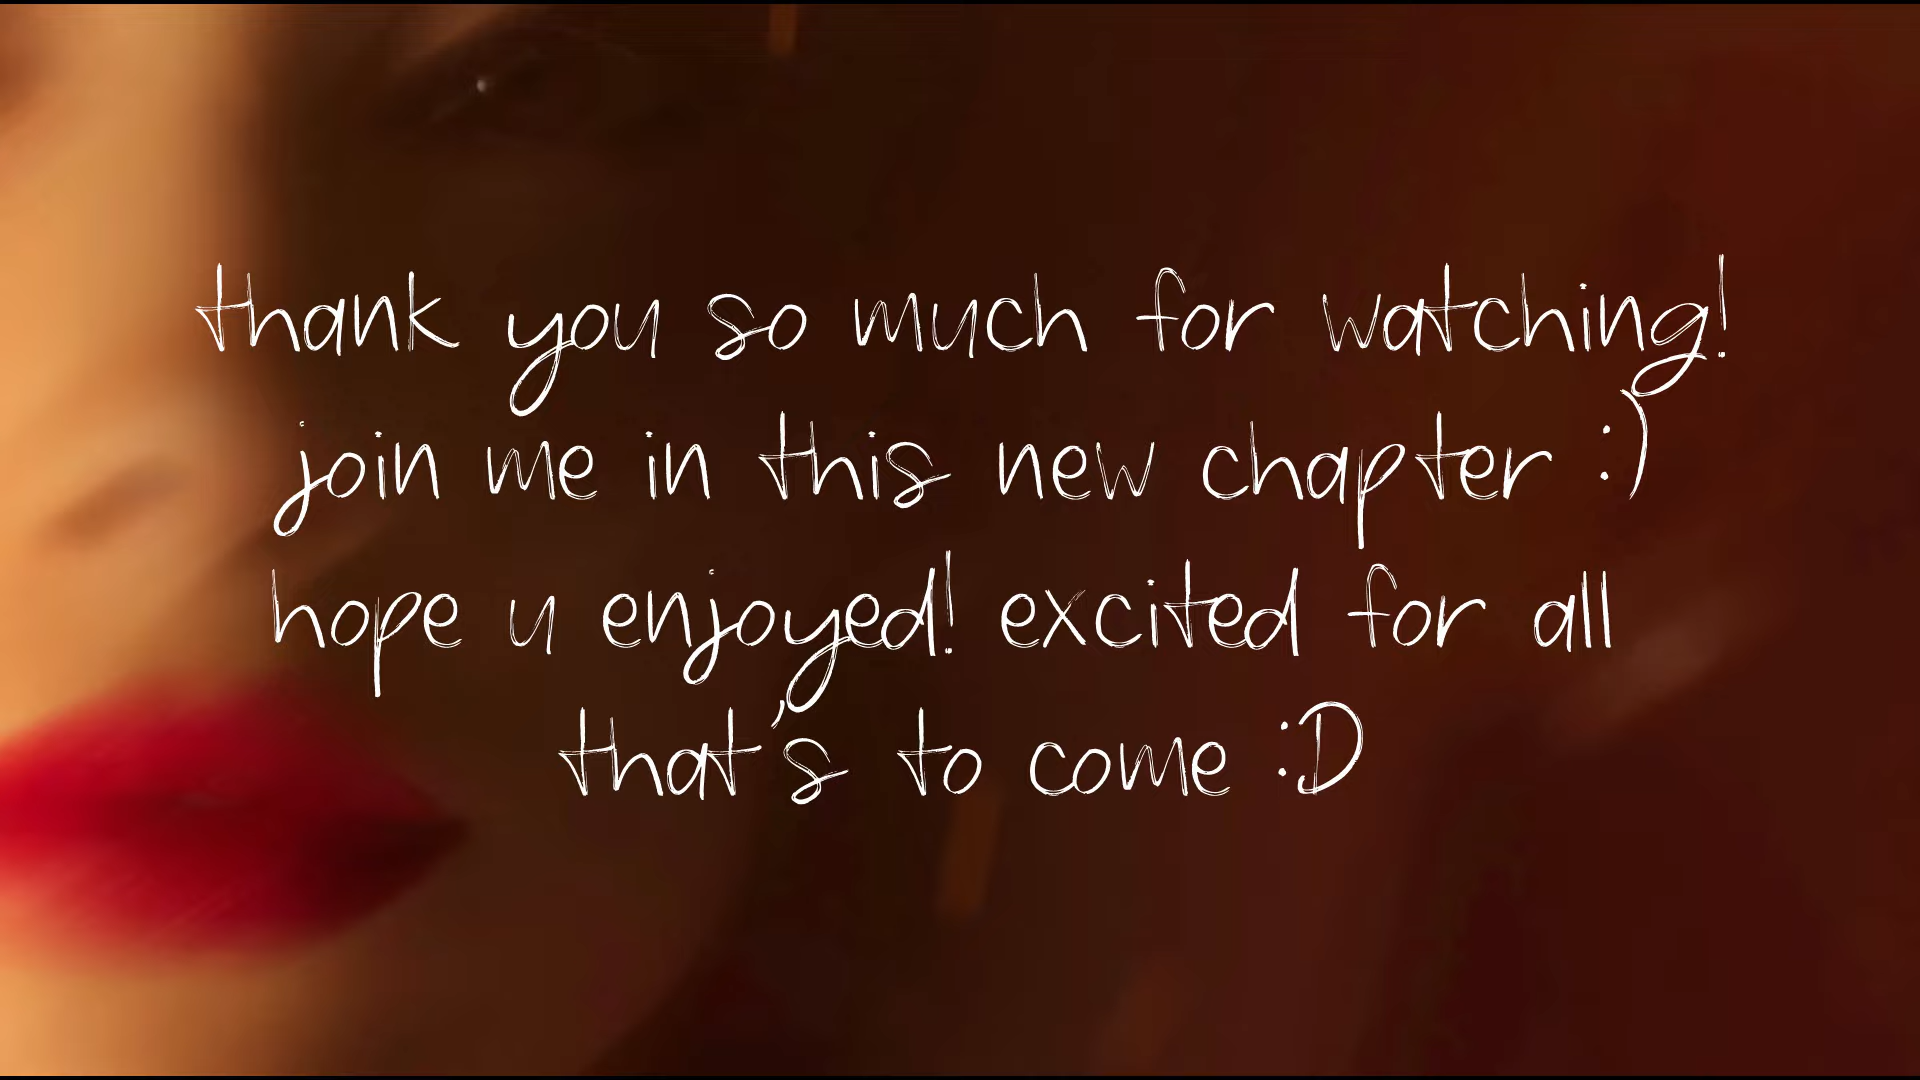 thank you so much for watching!
join me in this new chapter :)
hope u enjoyed! excited for all
that's to come :D